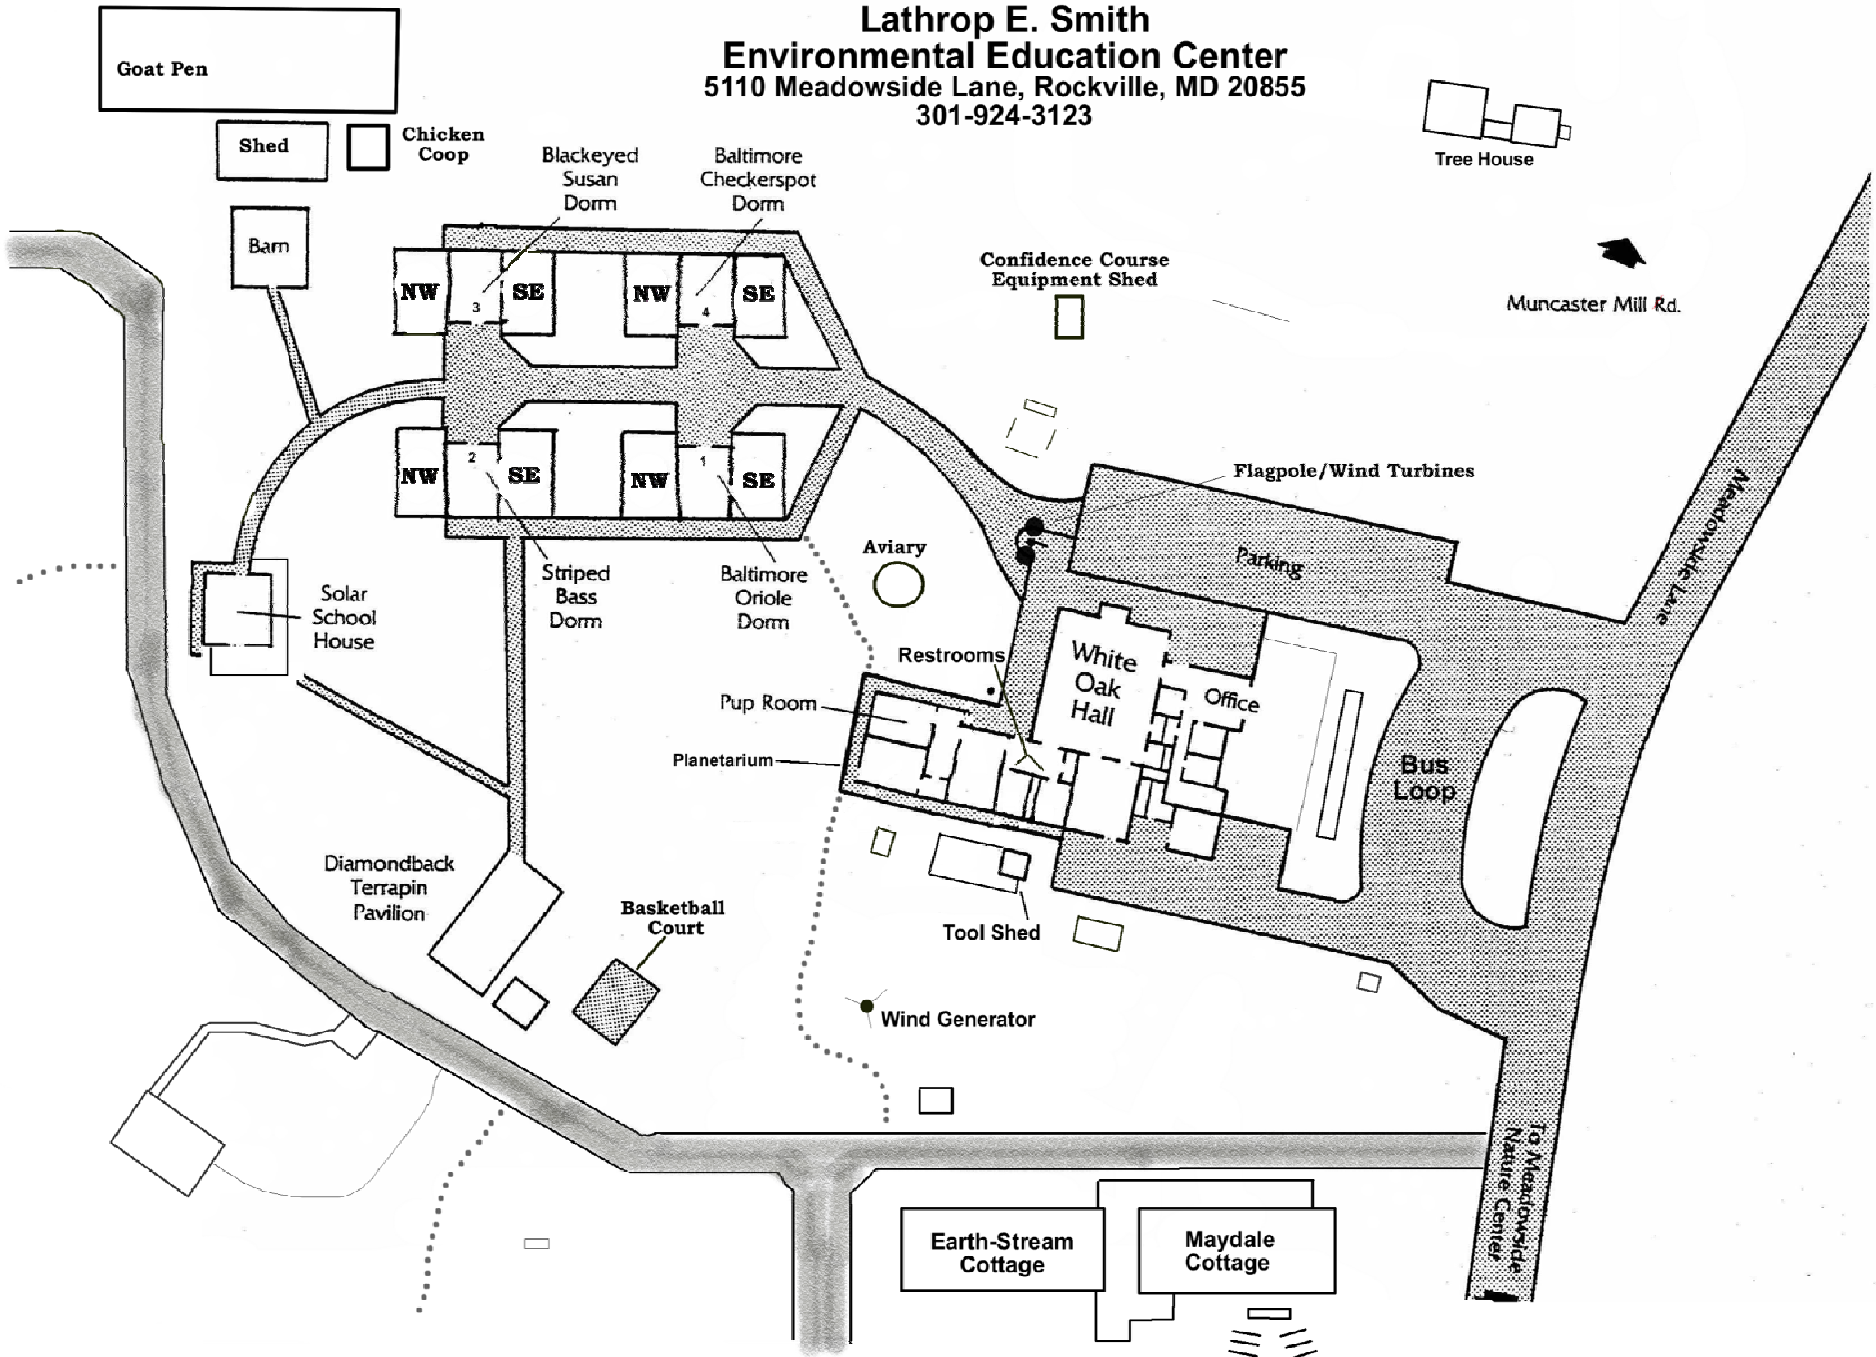 Lathrop E. Smith
Environmental Education Center
5110 Meadowside Lane, Rockville, MD 20855
301-924-3123
Goat Pen
Shed
Chicken
Coop
Barn
Blackeyed
Susan
Dorm
Baltimore
Checkerspot
Dorm
Tree House
Confidence Course
Equipment Shed
Muncaster Mill Rd.
NW
3
SE
NW
4
SE
NW
2
SE
NW
1
SE
Flagpole/Wind Turbines
Meadowside Lane
Parking
Aviary
Solar
School
House
Striped
Bass
Dorm
Baltimore
Oriole
Dorm
Restrooms
White
Oak
Hall
Office
Pup Room
Planetarium
Bus
Loop
Diamondback
Terrapin
Pavilion
Basketball
Court
Tool Shed
Wind Generator
To Meadowside
Nature Center
Earth-Stream
Cottage
Maydale
Cottage